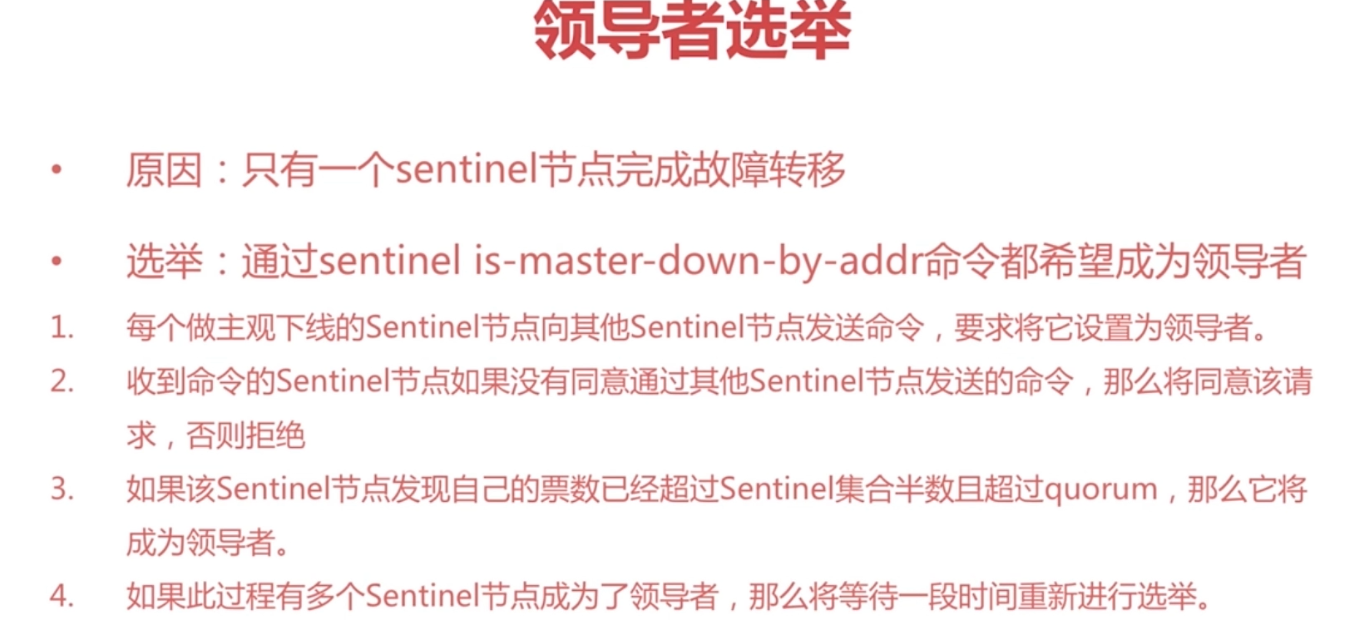 领导者选举
• 原因：只有一个sentinel节点完成故障转移
• 选举：通过sentinel is-master-down-by-addr命令都希望成为领导者
1. 每个做主观下线的Sentinel节点向其他Sentinel节点发送命令，要求将它设置为领导者。
2. 收到命令的Sentinel节点如果没有同意通过其他Sentinel节点发送的命令，那么将同意该请
求，否则拒绝
3. 如果该Sentinel节点发现自己的票数已经超过Sentinel集合半数且超过quorum，那么它将
成为领导者。
4. 如果此过程有多个Sentinel节点成为了领导者，那么将等待一段时间重新进行选举。